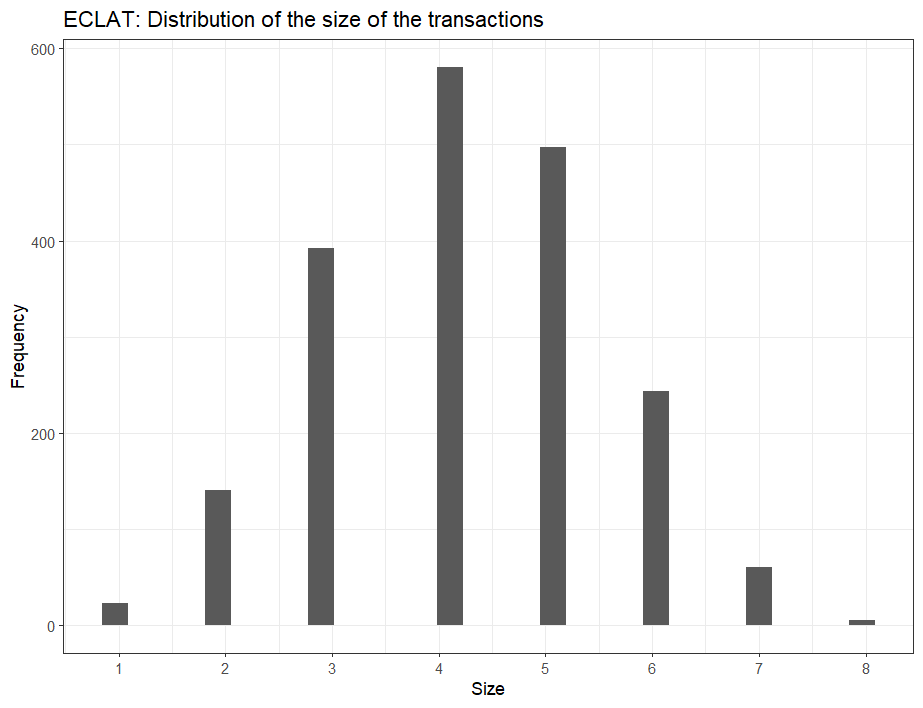 ECLAT: Distribution of the size of the transactions
600
400
200
0
Frequency
1 2 3 4 5 6 7 8
Size